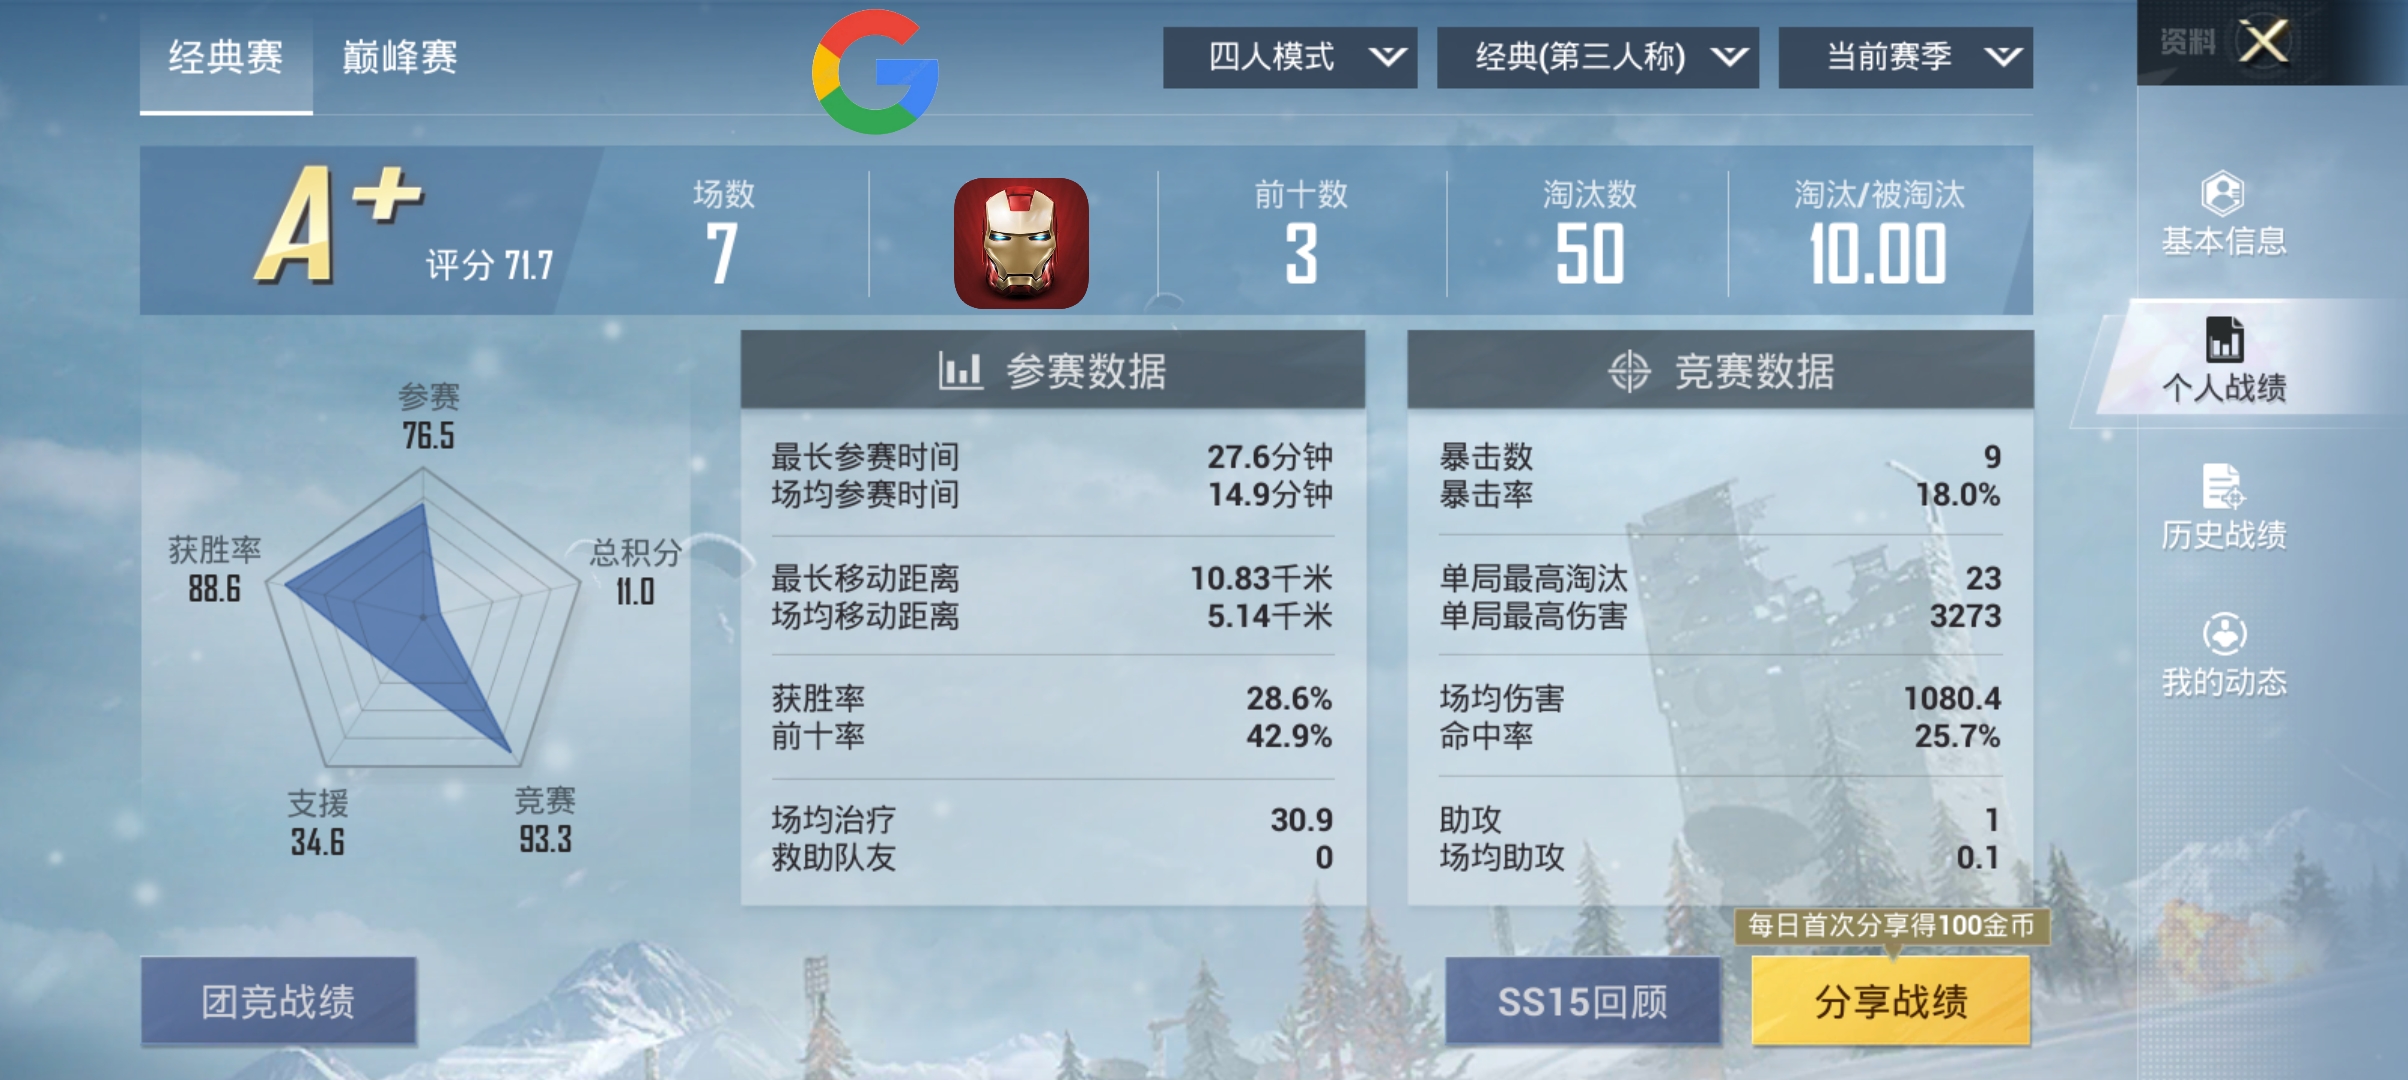 经典赛
巅峰赛
四人模式
经典(第三人称)
当前赛季
资料
A+
评分 71.7
场数
7
前十数
3
淘汰数
50
淘汰/被淘汰
10.00
基本信息
个人战绩
历史战绩
我的动态
参赛
76.5
获胜率
88.6
总积分
11.0
支援
34.6
竞赛
93.3
参赛数据
最长参赛时间 27.6分钟
场均参赛时间 14.9分钟
最长移动距离 10.83千米
场均移动距离 5.14千米
获胜率 28.6%
前十率 42.9%
场均治疗 30.9
救助队友 0
竞赛数据
暴击数 9
暴击率 18.0%
单局最高淘汰 23
单局最高伤害 3273
场均伤害 1080.4
命中率 25.7%
助攻 1
场均助攻 0.1
每日首次分享得100金币
团竞战绩
SS15回顾
分享战绩